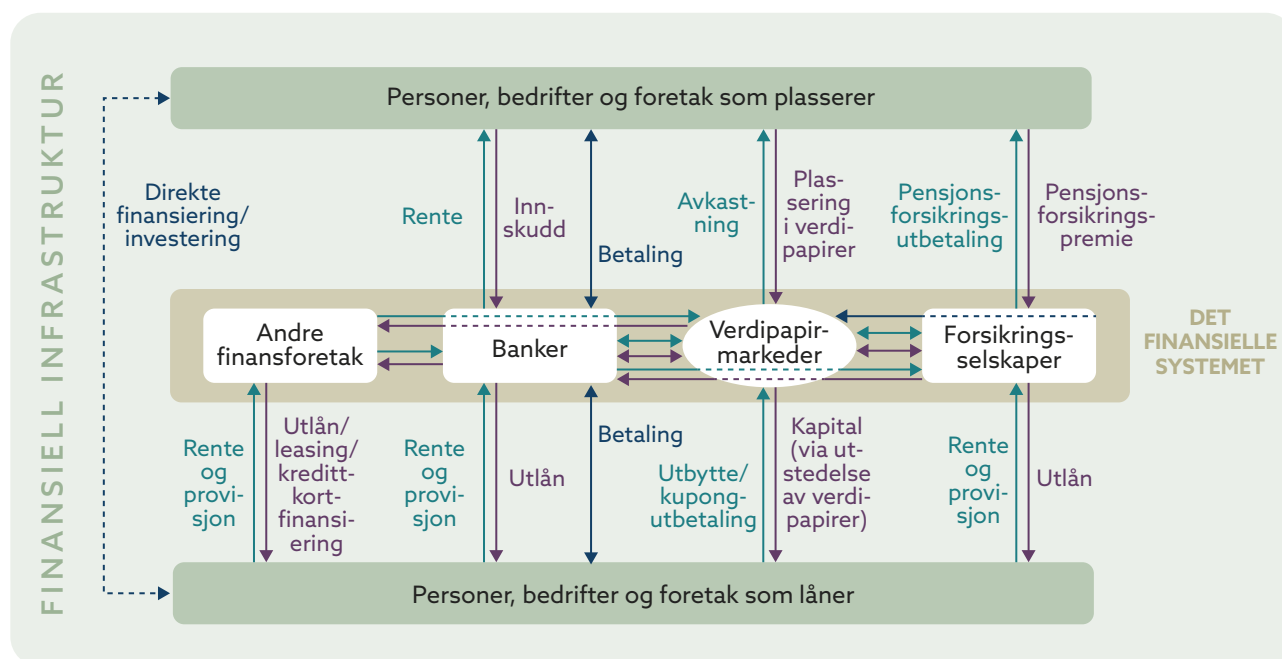 FINANSIELL INFRASTRUKTUR
Personer, bedrifter og foretak som plasserer
Direkte
finansiering/
investering
Rente
Inn-
skudd
Betaling
Avkast-
ning
Plas-
sering
i verdi-
papirer
Pensjons-
forsikrings-
utbetaling
Pensjons-
forsikrings-
premie
Andre
finansforetak
Banker
Verdipapir-
markeder
Forsikrings-
selskaper
DET
FINANSIELLE
SYSTEMET
Rente
og
provi-
sjon
Utlån/
leasing/
kreditt-
kort-
finansi-
ering
Rente
og
provi-
sjon
Utlån
Betaling
Utbytte/
kupong-
utbetaling
Kapital
(via ut-
stedelse
av verdi-
papirer)
Rente
og
provi-
sjon
Utlån
Personer, bedrifter og foretak som låner